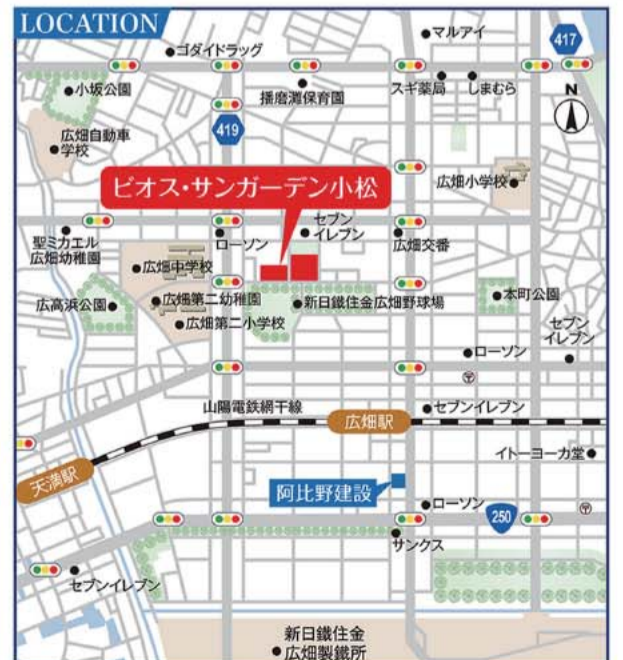 LOCATION
マルアイ
417
ゴダイドラッグ
小坂公園
播磨灘保育園
スギ薬局
しまむら
N
広畑自動車
学校
419
ビオス・サンガーデン小松
広畑小学校
聖ミカエル
広畑幼稚園
ローソン
セブン
イレブン
広畑交番
広畑中学校
広高浜公園
広畑第二幼稚園
新日鐵住金広畑野球場
本町公園
広畑第二小学校
セブン
イレブン
ローソン
山陽電鉄網干線
広畑駅
セブンイレブン
天満駅
イトーヨーカ堂
阿比野建設
ローソン
250
サンクス
セブンイレブン
新日鐵住金
広畑製鐵所